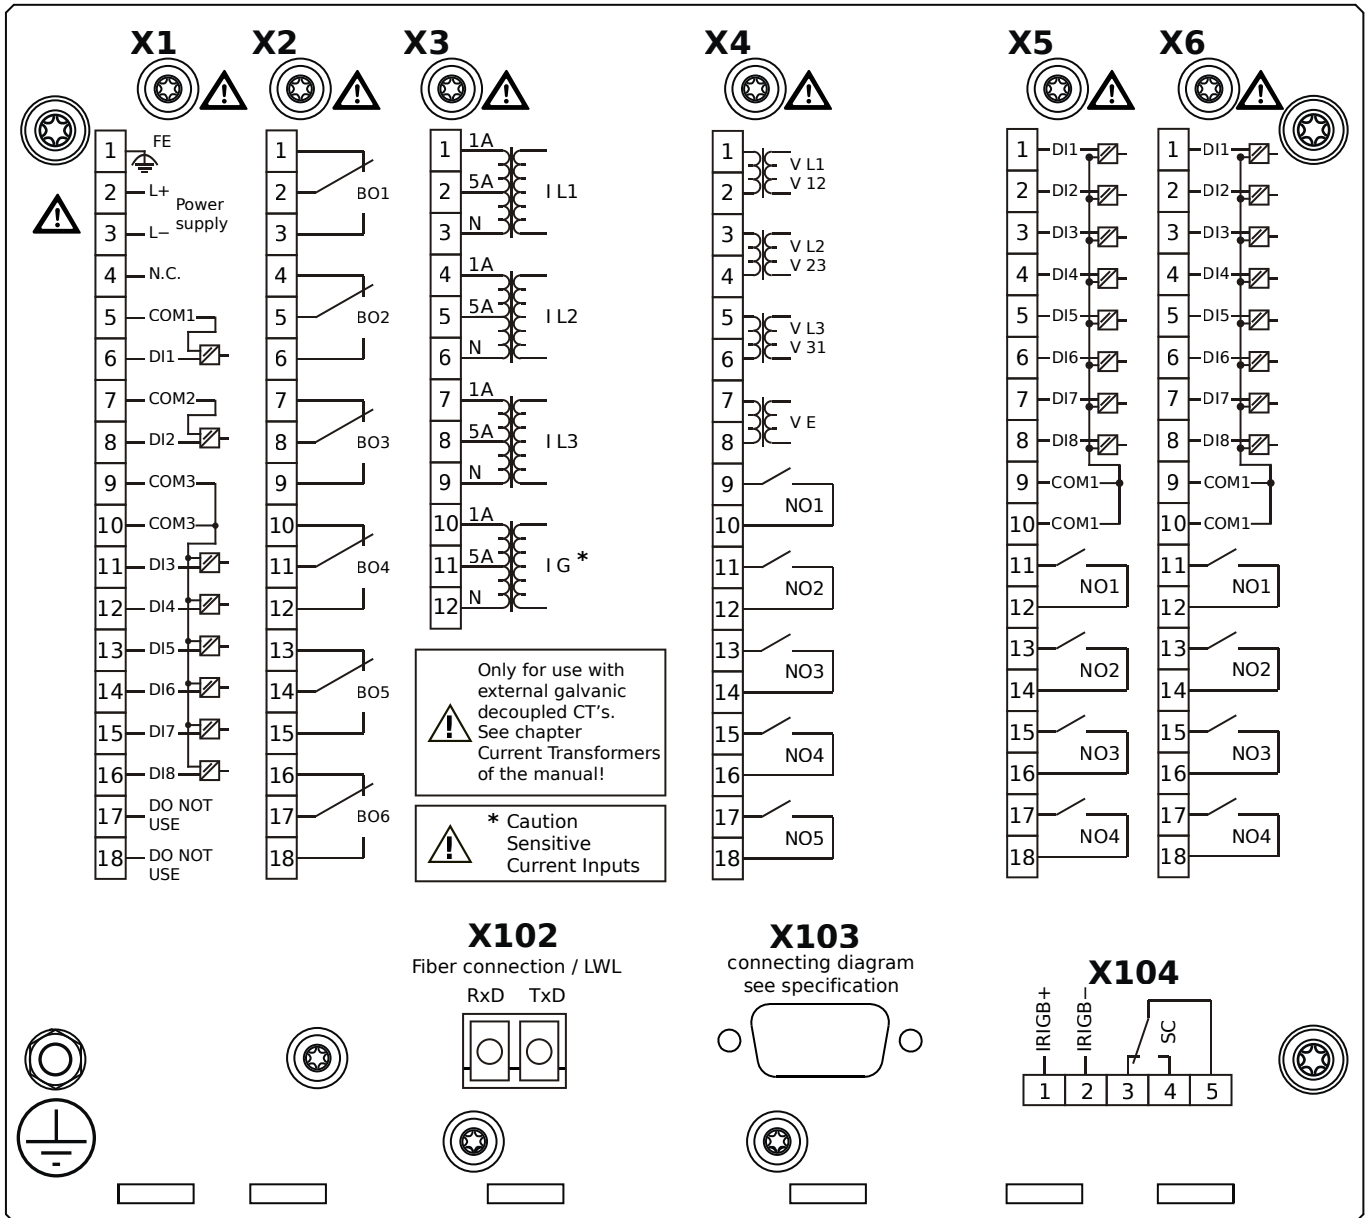 X1 X2 X3 X4 X5 X6
1 FE
2 L+
Power
supply
3 L−
4 N.C.
5 COM1
6 DI1
7 COM2
8 DI2
9 COM3
10 COM3
11 DI3
12 DI4
13 DI5
14 DI6
15 DI7
16 DI8
17 DO NOT
USE
18 DO NOT
USE
1
2 BO1
3
4
5 BO2
6
7
8 BO3
9
10
11 BO4
12
13
14 BO5
15
16
17 BO6
18
1 1A
2 5A I L1
3 N
4 1A
5 5A I L2
6 N
7 1A
8 5A I L3
9 N
10 1A
11 5A I G *
12 N
Only for use with
external galvanic
decoupled CT's.
See chapter
Current Transformers
of the manual!
* Caution
Sensitive
Current Inputs
1 V L1
2 V 12
3 V L2
4 V 23
5 V L3
6 V 31
7 V E
8
9 NO1
10
11 NO2
12
13 NO3
14
15 NO4
16
17 NO5
18
1 DI1
2 DI2
3 DI3
4 DI4
5 DI5
6 DI6
7 DI7
8 DI8
9 COM1
10 COM1
11 NO1
12
13 NO2
14
15 NO3
16
17 NO4
18
1 DI1
2 DI2
3 DI3
4 DI4
5 DI5
6 DI6
7 DI7
8 DI8
9 COM1
10 COM1
11 NO1
12
13 NO2
14
15 NO3
16
17 NO4
18
X102
Fiber connection / LWL
RxD TxD
X103
connecting diagram
see specification
X104
IRIGB+
IRIGB−
SC
1 2 3 4 5